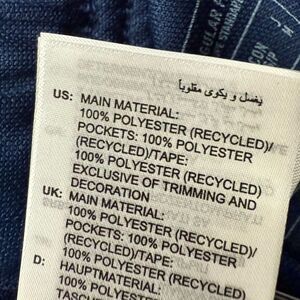 GULAR F
يغسل و يكوى مقلوباً
US: MAIN MATERIAL:
100% POLYESTER (RECYCLED)/
POCKETS: 100% POLYESTER
(RECYCLED)/TAPE:
100% POLYESTER (RECYCLED)
EXCLUSIVE OF TRIMMING AND
DECORATION
UK: MAIN MATERIAL:
100% POLYESTER (RECYCLED)/
POCKETS: 100% POLYESTER
(RECYCLED)/TAPE:
100% POLYESTER (RECYCLED)
D: HAUPTMATERIAL:
100% POLYESTER (RECYCELT)/